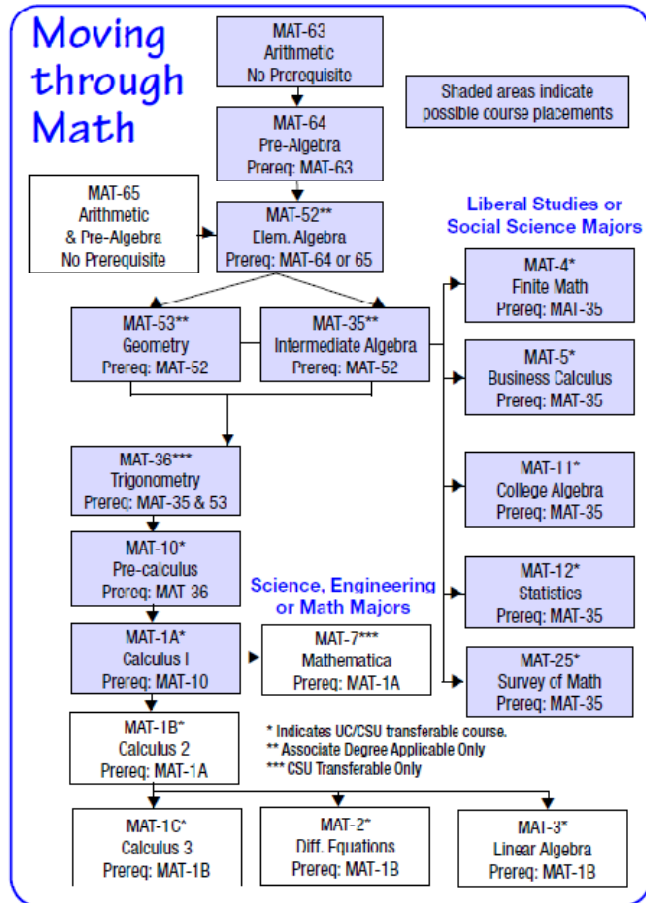 Moving
through
Math
MAT-63
Arithmetic
No Prerequisite
Shaded areas indicate
possible course placements
MAT-64
Pre-Algebra
Prereq: MAT-63
MAT-65
Arithmetic
& Pre-Algebra
No Prerequisite
MAT-52**
Elem. Algebra
Prereq: MAT-64 or 65
Liberal Studies or
Social Science Majors
MAT-4*
Finite Math
Prereq: MAT-35
MAT-53**
Geometry
Prereq: MAT-52
MAT-35**
Intermediate Algebra
Prereq: MAT-52
MAT-5*
Business Calculus
Prereq: MAT-35
MAT-36***
Trigonometry
Prereq: MAT-35 & 53
MAT-11*
College Algebra
Prereq: MAT-35
MAT-10*
Pre-calculus
Prereq: MAT-36
Science, Engineering
or Math Majors
MAT-12*
Statistics
Prereq: MAT-35
MAT-1A*
Calculus I
Prereq: MAT-10
MAT-7***
Mathematica
Prereq: MAT-1A
MAT-25*
Survey of Math
Prereq: MAT-35
MAT-1B*
Calculus 2
Prereq: MAT-1A
* Indicates UC/CSU transferable course.
** Associate Degree Applicable Only
*** CSU Transferable Only
MAT-1C*
Calculus 3
Prereq: MAT-1B
MAT-2*
Diff. Equations
Prereq: MAT-1B
MAT-3*
Linear Algebra
Prereq: MAT-1B